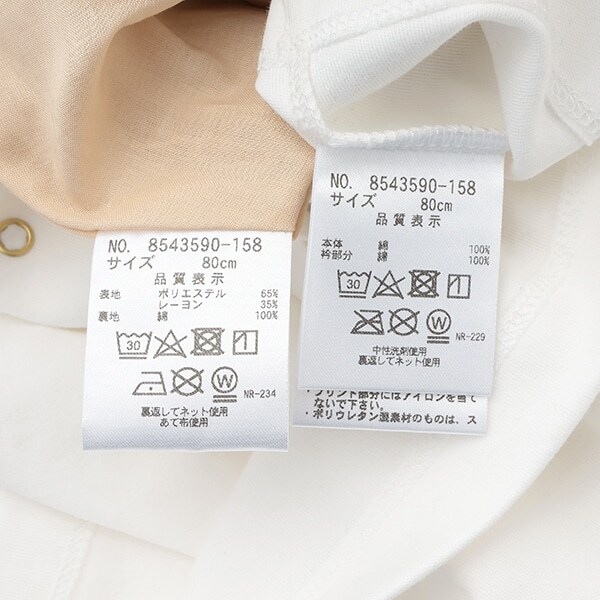 NO. 8543590-158
サイズ 80cm
品質表示
表地 ポリエステル 65%
レーヨン 35%
裏地 綿 100%
30
W
NR-234
裏返してネット使用
あて布使用
NO. 8543590-158
サイズ 80cm
品質表示
本体 綿 100%
衿部分 綿 100%
30
W
NR-229
中性洗剤使用
裏返してネット使用
・プリント部分にはアイロンを当て
ないで下さい。
・ポリウレタン混素材のものは、ス